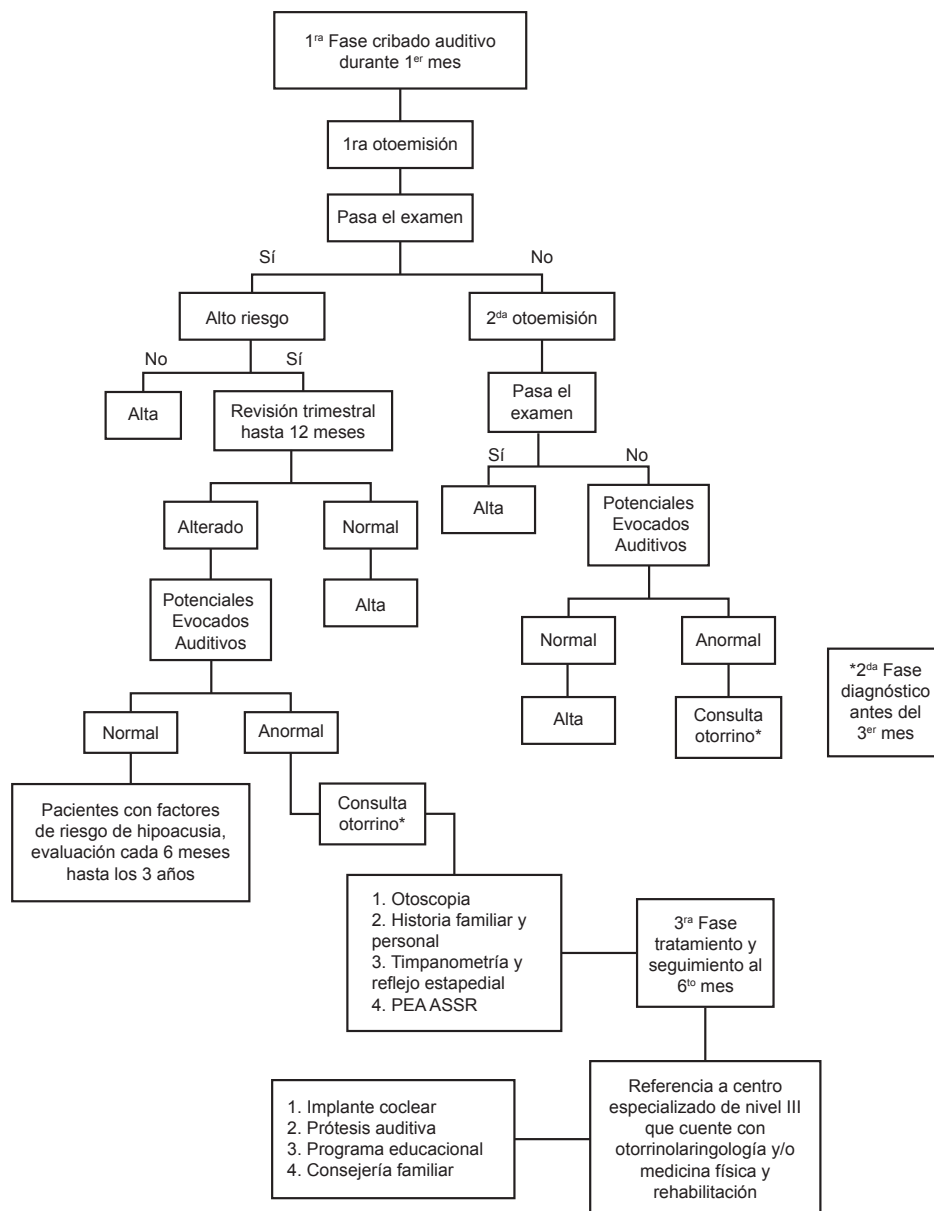 1ra Fase cribado auditivo
durante 1er mes
1ra otoemisión
Pasa el examen
Sí
No
Alto riesgo
2da otoemisión
No
Sí
Alta
Revisión trimestral
hasta 12 meses
Pasa el
examen
Sí
No
Alta
Potenciales
Evocados
Auditivos
Alterado
Normal
Potenciales
Evocados
Auditivos
Alta
Normal
Anormal
Alta
Consulta
otorrino*
*2da Fase
diagnóstico
antes del
3er mes
Normal
Anormal
Pacientes con factores
de riesgo de hipoacusia,
evaluación cada 6 meses
hasta los 3 años
Consulta
otorrino*
1. Otoscopia
2. Historia familiar y
personal
3. Timpanometría y
reflejo estapedial
4. PEA ASSR
3ra Fase
tratamiento y
seguimiento al
6to mes
1. Implante coclear
2. Prótesis auditiva
3. Programa educacional
4. Consejería familiar
Referencia a centro
especializado de nivel III
que cuente con
otorrinolaringología y/o
medicina física y
rehabilitación